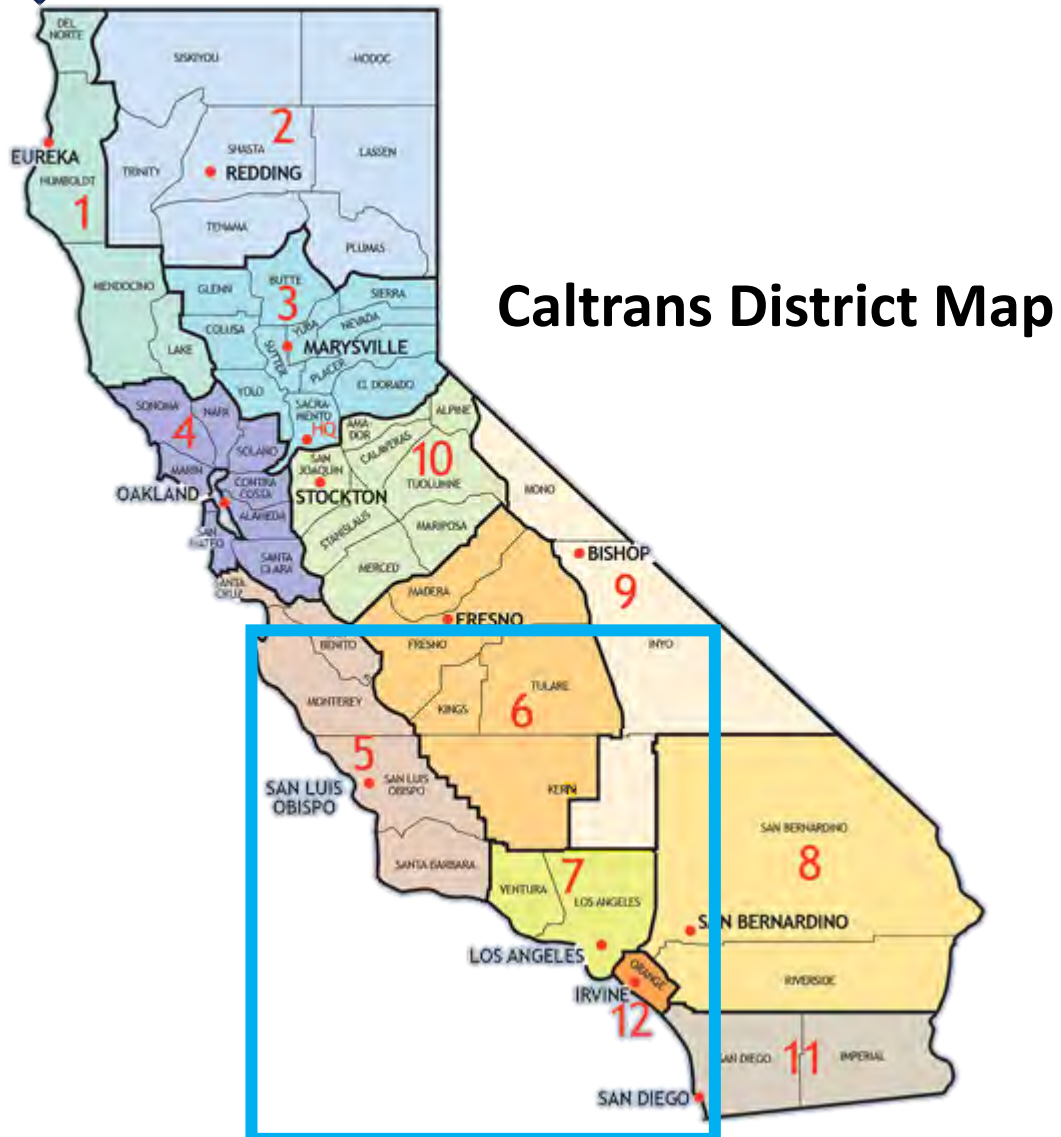 DEL
NORTE
SISKIYOU
MODOC
2
EUREKA
SHASTA
LASSEN
TRINITY
REDDING
HUMBOLDT
1
TEHAMA
PLUMAS
MENDOCINO
GLENN
BUTTE
3
SIERRA
Caltrans District Map
COLUSA
YUBA
NEVADA
SUTTER
MARYSVILLE
LAKE
PLACER
YOLO
EL DORADO
SONOMA
NAPA
SACRA-
MENTO
ALPINE
4
HQ
AMA-
DOR
SOLANO
CALAVERAS
10
MARIN
SAN
JOAQUIN
TUOLUMNE
CONTRA
COSTA
OAKLAND
STOCKTON
MONO
ALAMEDA
STANISLAUS
MARIPOSA
SAN
MATEO
SANTA
CLARA
MERCED
BISHOP
SANTA
CRUZ
MADERA
9
FRESNO
BENITO
FRESNO
INYO
TULARE
MONTEREY
KINGS
6
5
SAN LUIS
OBISPO
SAN LUIS
OBISPO
KERN
SAN BERNARDINO
8
SANTA BARBARA
7
VENTURA
LOS ANGELES
SAN BERNARDINO
LOS ANGELES
ORANGE
RIVERSIDE
IRVINE
12
SAN DIEGO
11
IMPERIAL
SAN DIEGO